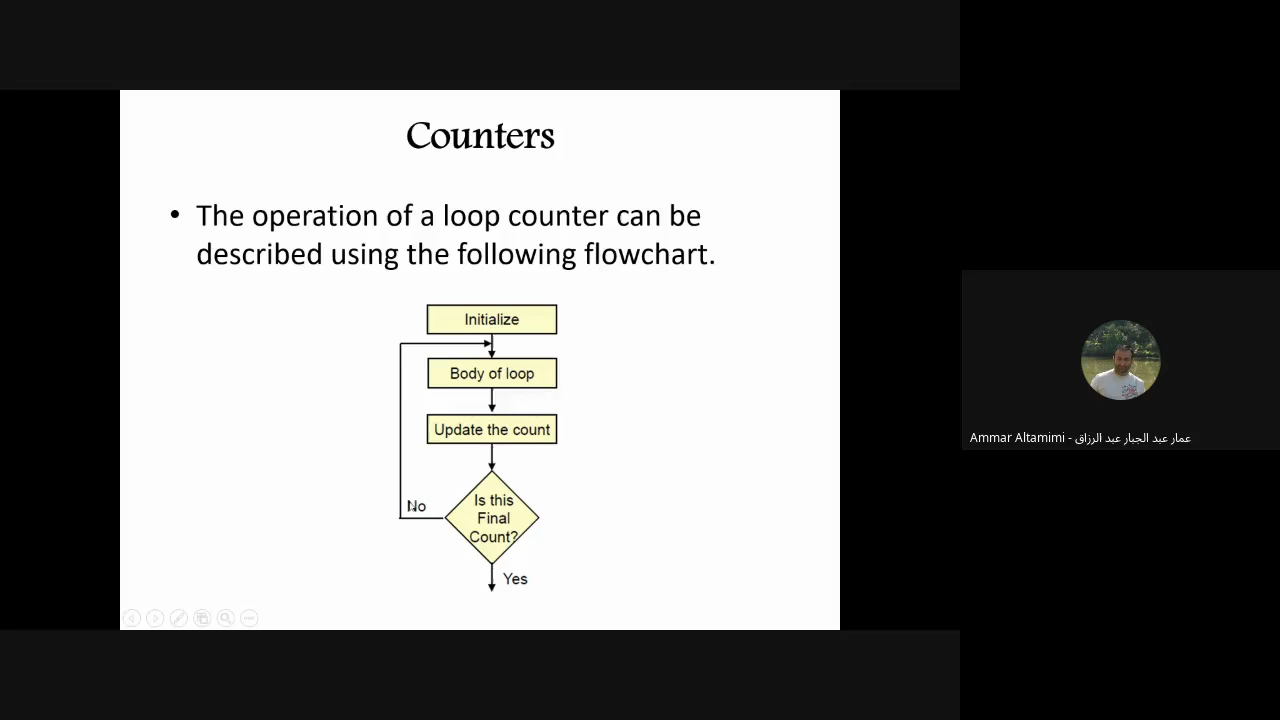 Counters
• The operation of a loop counter can be
described using the following flowchart.
Initialize
Body of loop
Update the count
Is this
Final
Count?
No
Yes
Ammar Altamimi - عمار عبد الجبار عبد الرزاق